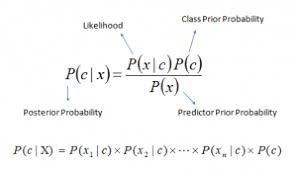 Likelihood
Class Prior Probability
P(c | x) = P(x | c)P(c) / P(x)
Posterior Probability
Predictor Prior Probability
P(c | X) = P(x₁ | c) × P(x₂ | c) × ⋯ × P(xₙ | c) × P(c)